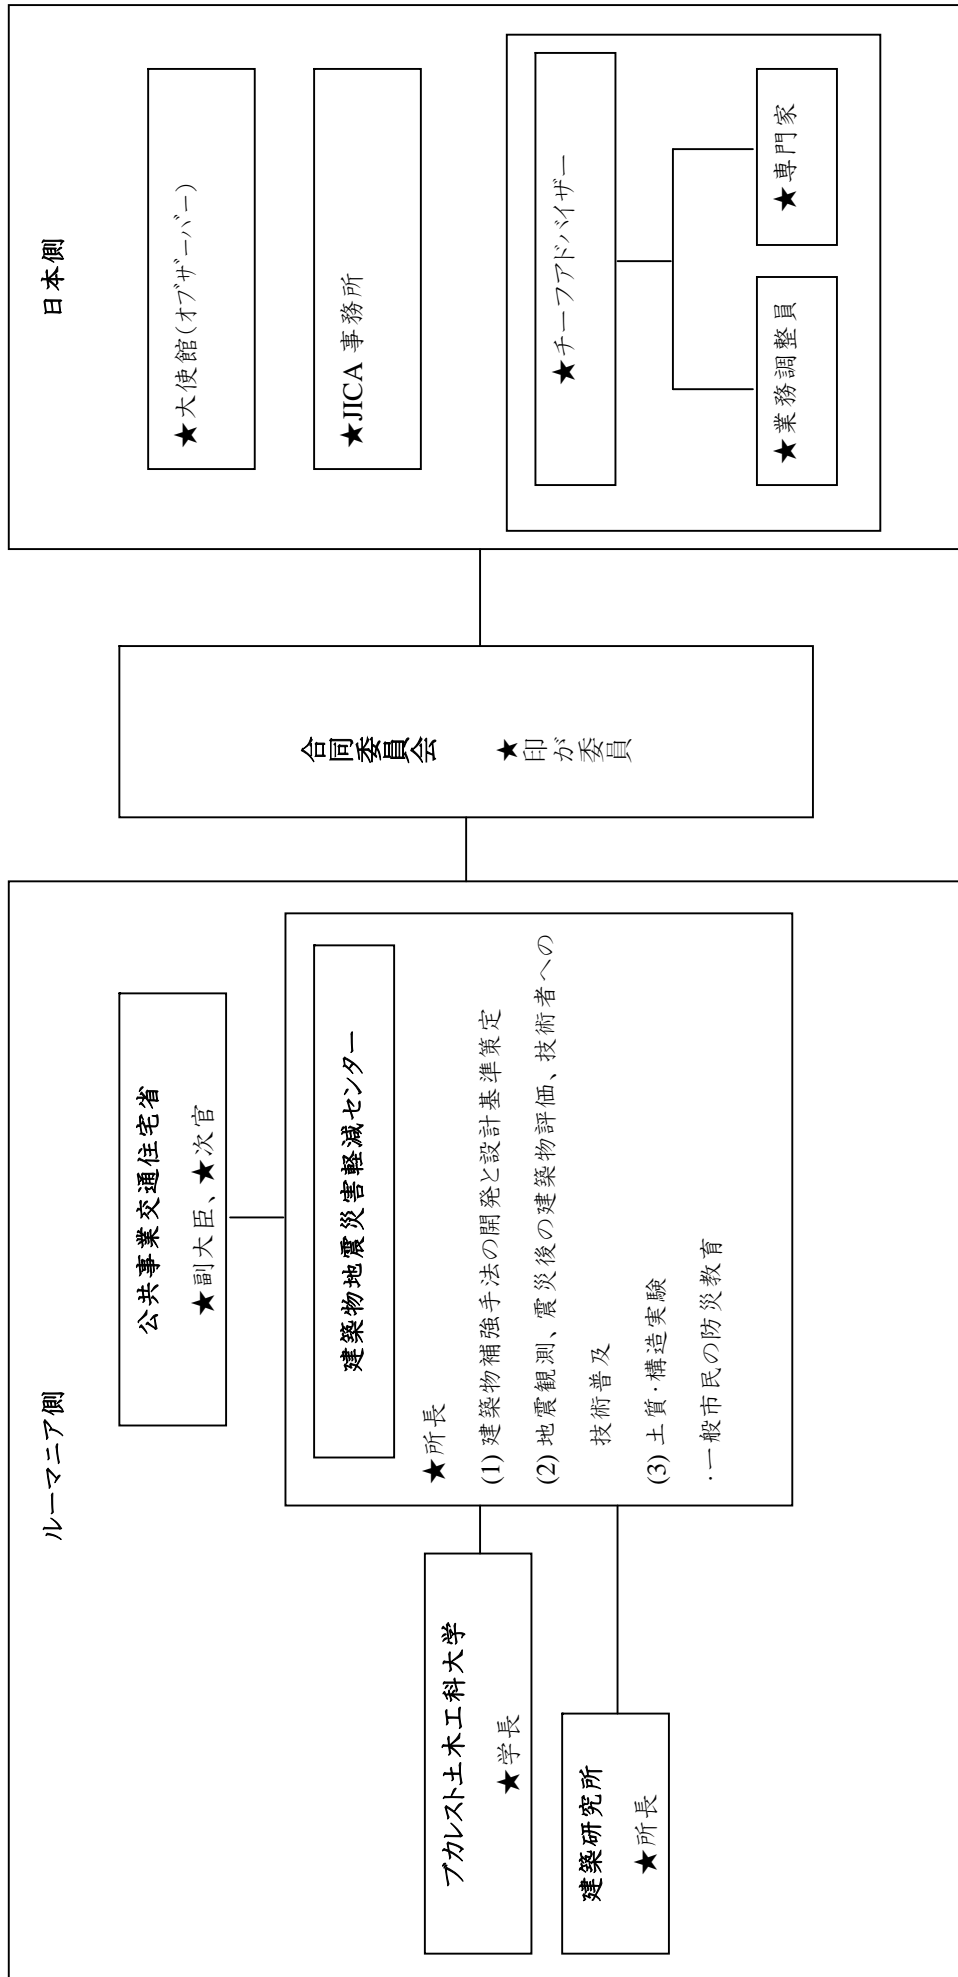 ルーマニア側
公共事業交通住宅省
★副大臣、★次官
建築物地震災害軽減センター
★所長
(1) 建築物補強手法の開発と設計基準策定
(2) 地震観測、震災後の建築物評価、技術者への
技術普及
(3) 土質・構造実験
・一般市民の防災教育
ブカレスト土木工科大学
★学長
建築研究所
★所長
合同委員会
★印が委員
日本側
★大使館(オブザーバー)
★JICA 事務所
★チーフアドバイザー
★業務調整員
★専門家